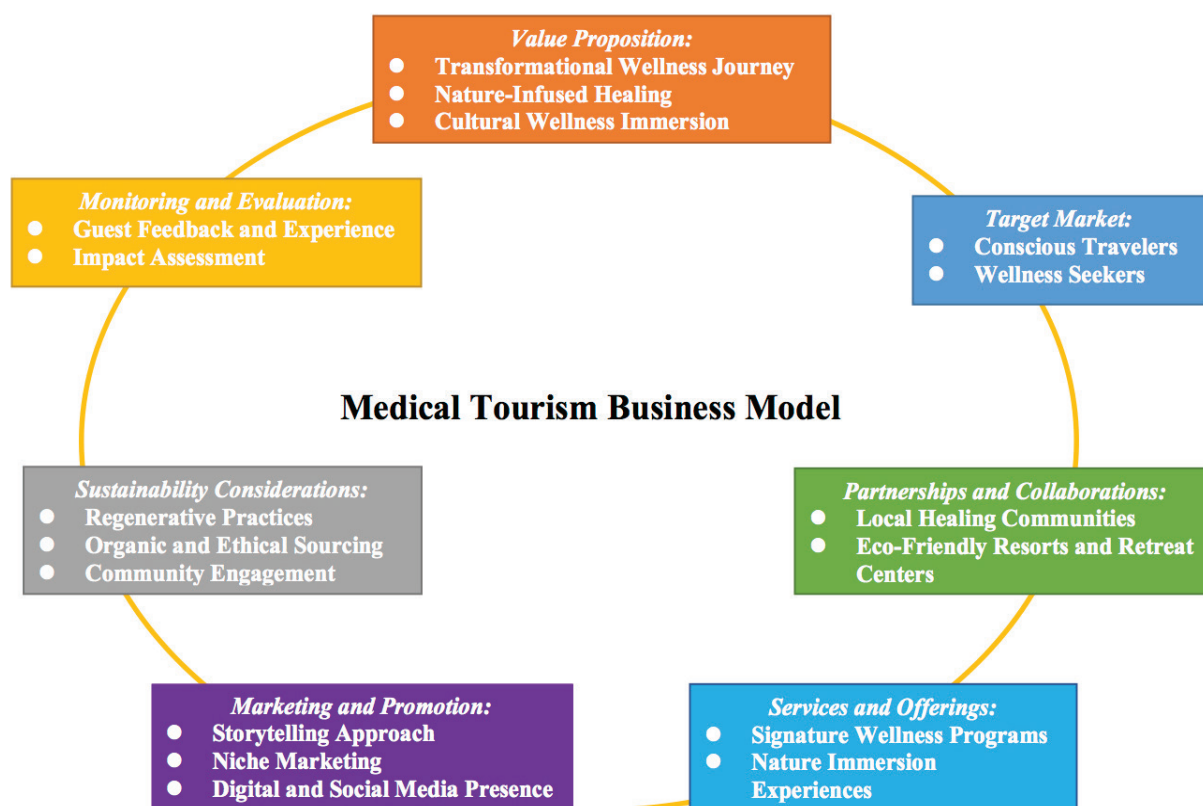 Value Proposition:
● Transformational Wellness Journey
● Nature-Infused Healing
● Cultural Wellness Immersion
Monitoring and Evaluation:
● Guest Feedback and Experience
● Impact Assessment
Target Market:
● Conscious Travelers
● Wellness Seekers
Medical Tourism Business Model
Sustainability Considerations:
● Regenerative Practices
● Organic and Ethical Sourcing
● Community Engagement
Partnerships and Collaborations:
● Local Healing Communities
● Eco-Friendly Resorts and Retreat
Centers
Marketing and Promotion:
● Storytelling Approach
● Niche Marketing
● Digital and Social Media Presence
Services and Offerings:
● Signature Wellness Programs
● Nature Immersion
Experiences